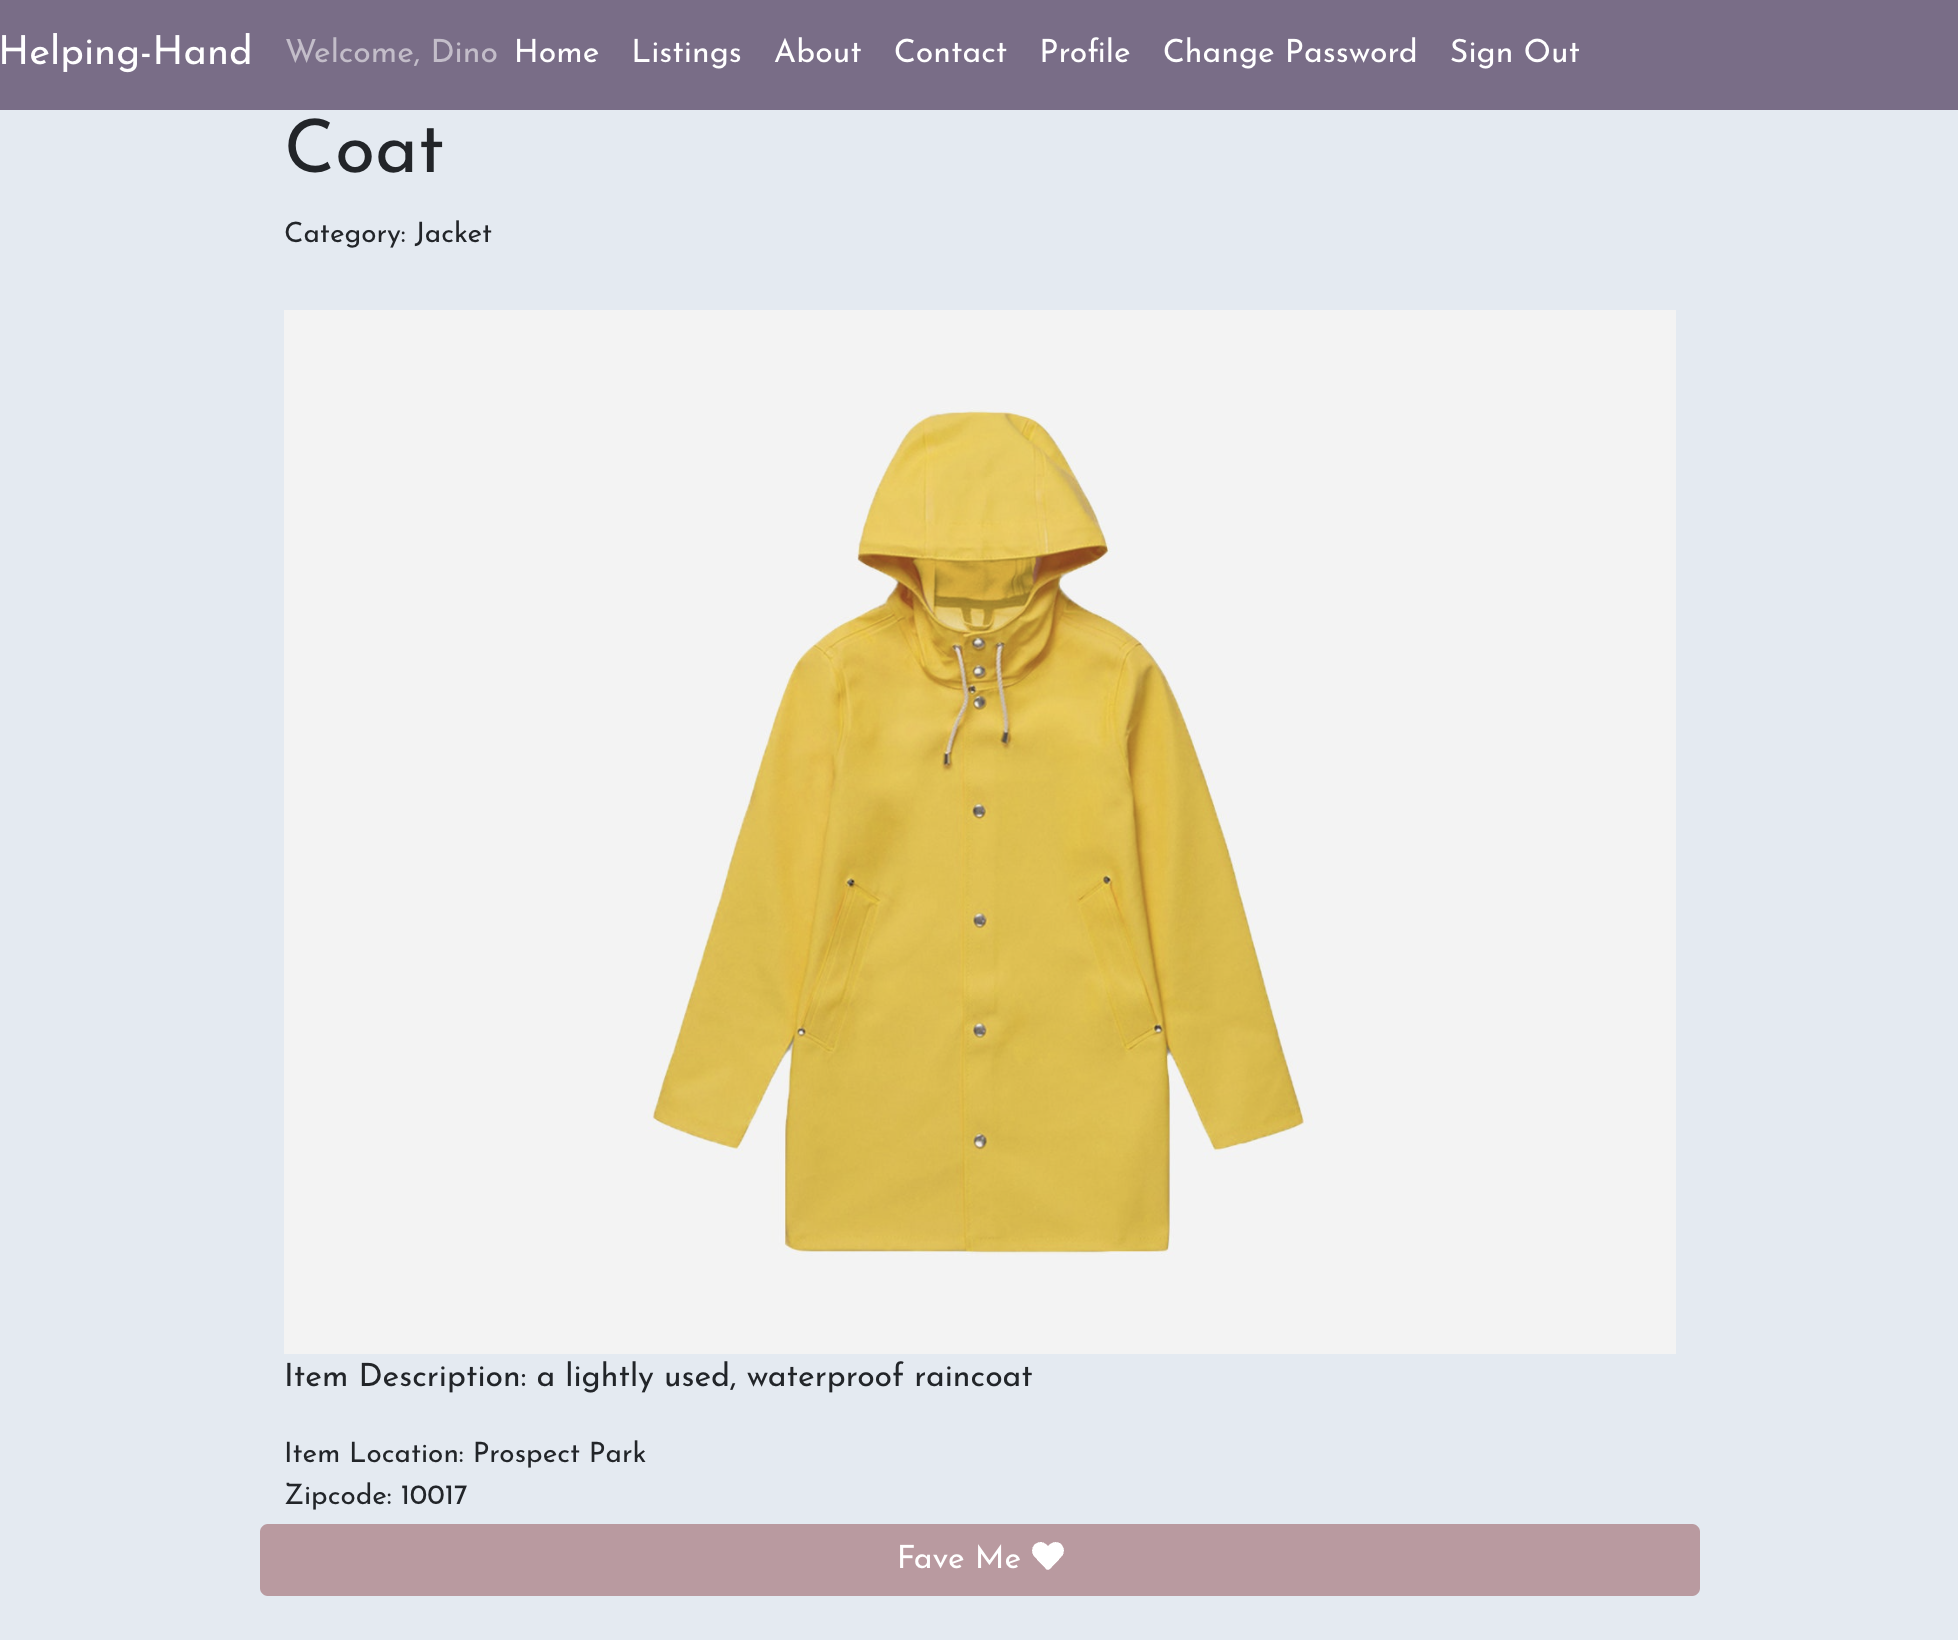 Helping-Hand Welcome, Dino Home Listings About Contact Profile Change Password Sign Out
Coat
Category: Jacket
Item Description: a lightly used, waterproof raincoat
Item Location: Prospect Park
Zipcode: 10017
Fave Me